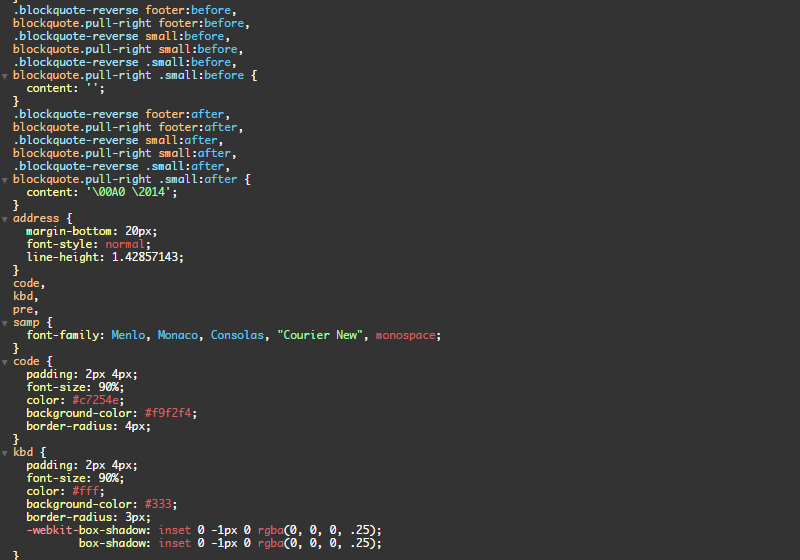 }
.blockquote-reverse footer:before,
blockquote.pull-right footer:before,
.blockquote-reverse small:before,
blockquote.pull-right small:before,
.blockquote-reverse .small:before,
blockquote.pull-right .small:before {
  content: '';
}
.blockquote-reverse footer:after,
blockquote.pull-right footer:after,
.blockquote-reverse small:after,
blockquote.pull-right small:after,
.blockquote-reverse .small:after,
blockquote.pull-right .small:after {
  content: '\00A0 \2014';
}
address {
  margin-bottom: 20px;
  font-style: normal;
  line-height: 1.42857143;
}
code,
kbd,
pre,
samp {
  font-family: Menlo, Monaco, Consolas, "Courier New", monospace;
}
code {
  padding: 2px 4px;
  font-size: 90%;
  color: #c7254e;
  background-color: #f9f2f4;
  border-radius: 4px;
}
kbd {
  padding: 2px 4px;
  font-size: 90%;
  color: #fff;
  background-color: #333;
  border-radius: 3px;
  -webkit-box-shadow: inset 0 -1px 0 rgba(0, 0, 0, .25);
          box-shadow: inset 0 -1px 0 rgba(0, 0, 0, .25);
}